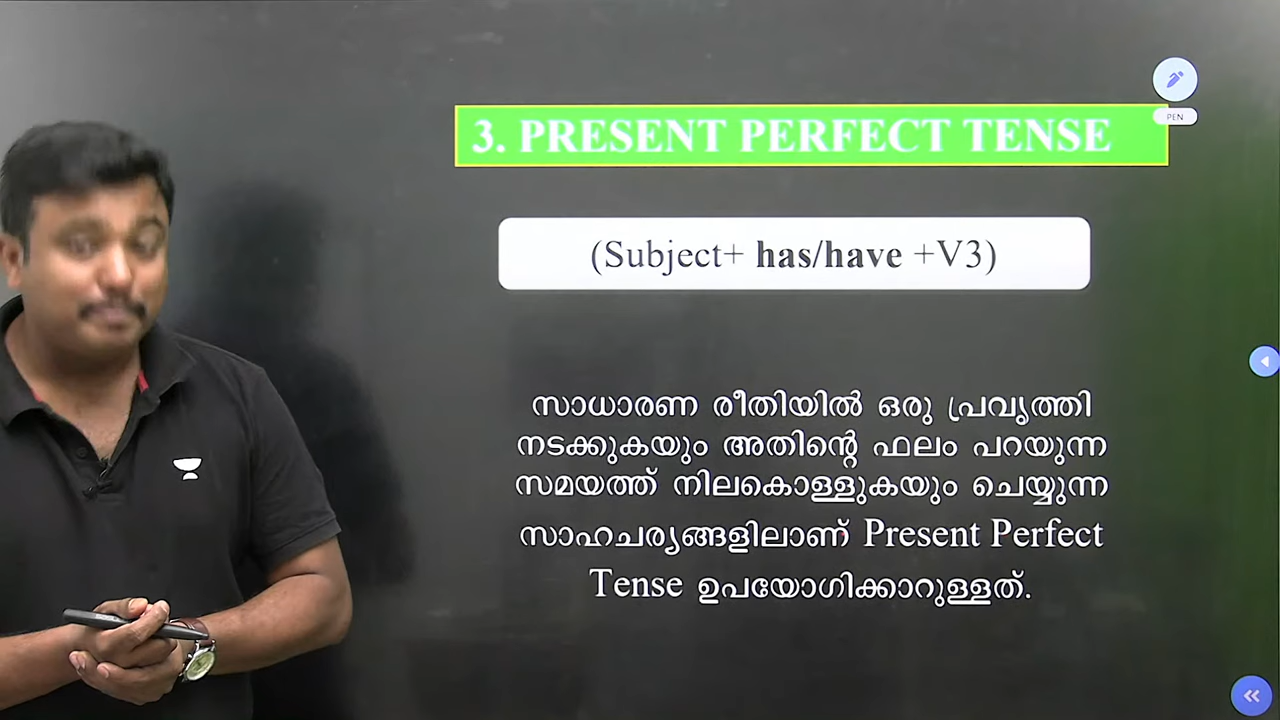 PEN
3. PRESENT PERFECT TENSE
(Subject+ has/have +V3)
സാധാരണ രീതിയിൽ ഒരു പ്രവൃത്തി
നടക്കുകയും അതിന്റെ ഫലം പറയുന്ന
സമയത്ത് നിലകൊള്ളുകയും ചെയ്യുന്ന
സാഹചര്യങ്ങളിലാണ് Present Perfect
Tense ഉപയോഗിക്കാറുള്ളത്.